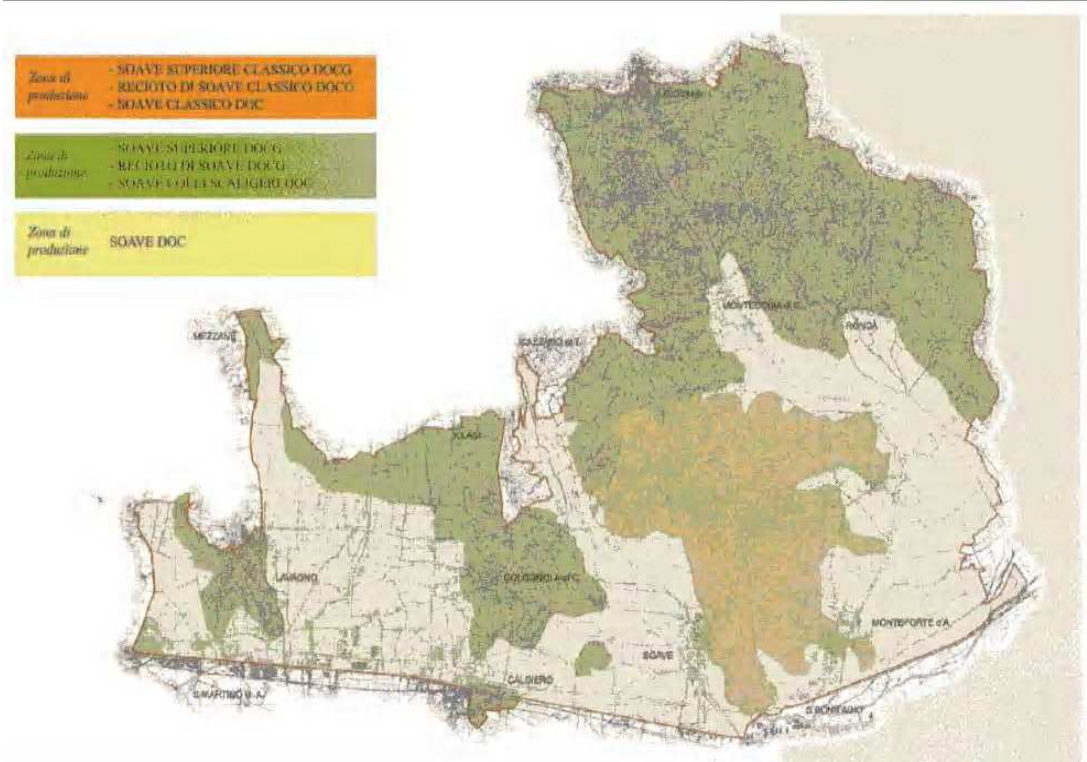 Zona di
produzione
- SOAVE SUPERIORE CLASSICO DOCG
- RECIOTO DI SOAVE CLASSICO DOCG
- SOAVE CLASSICO DOC
Zona di
produzione
- SOAVE SUPERIORE DOCG
- RECIOTO DI SOAVE DOCG
- SOAVE COLLI SCALIGERI DOC
Zona di
produzione
SOAVE DOC
MEZZANE
MONTECCHIA di C.
RONCÀ
ILLASI
LAVAGNO
COLOGNOLA ai C.
MONTEFORTE d'A.
SOAVE
CALDIERO
S. MARTINO B. A.
S. BONIFACIO